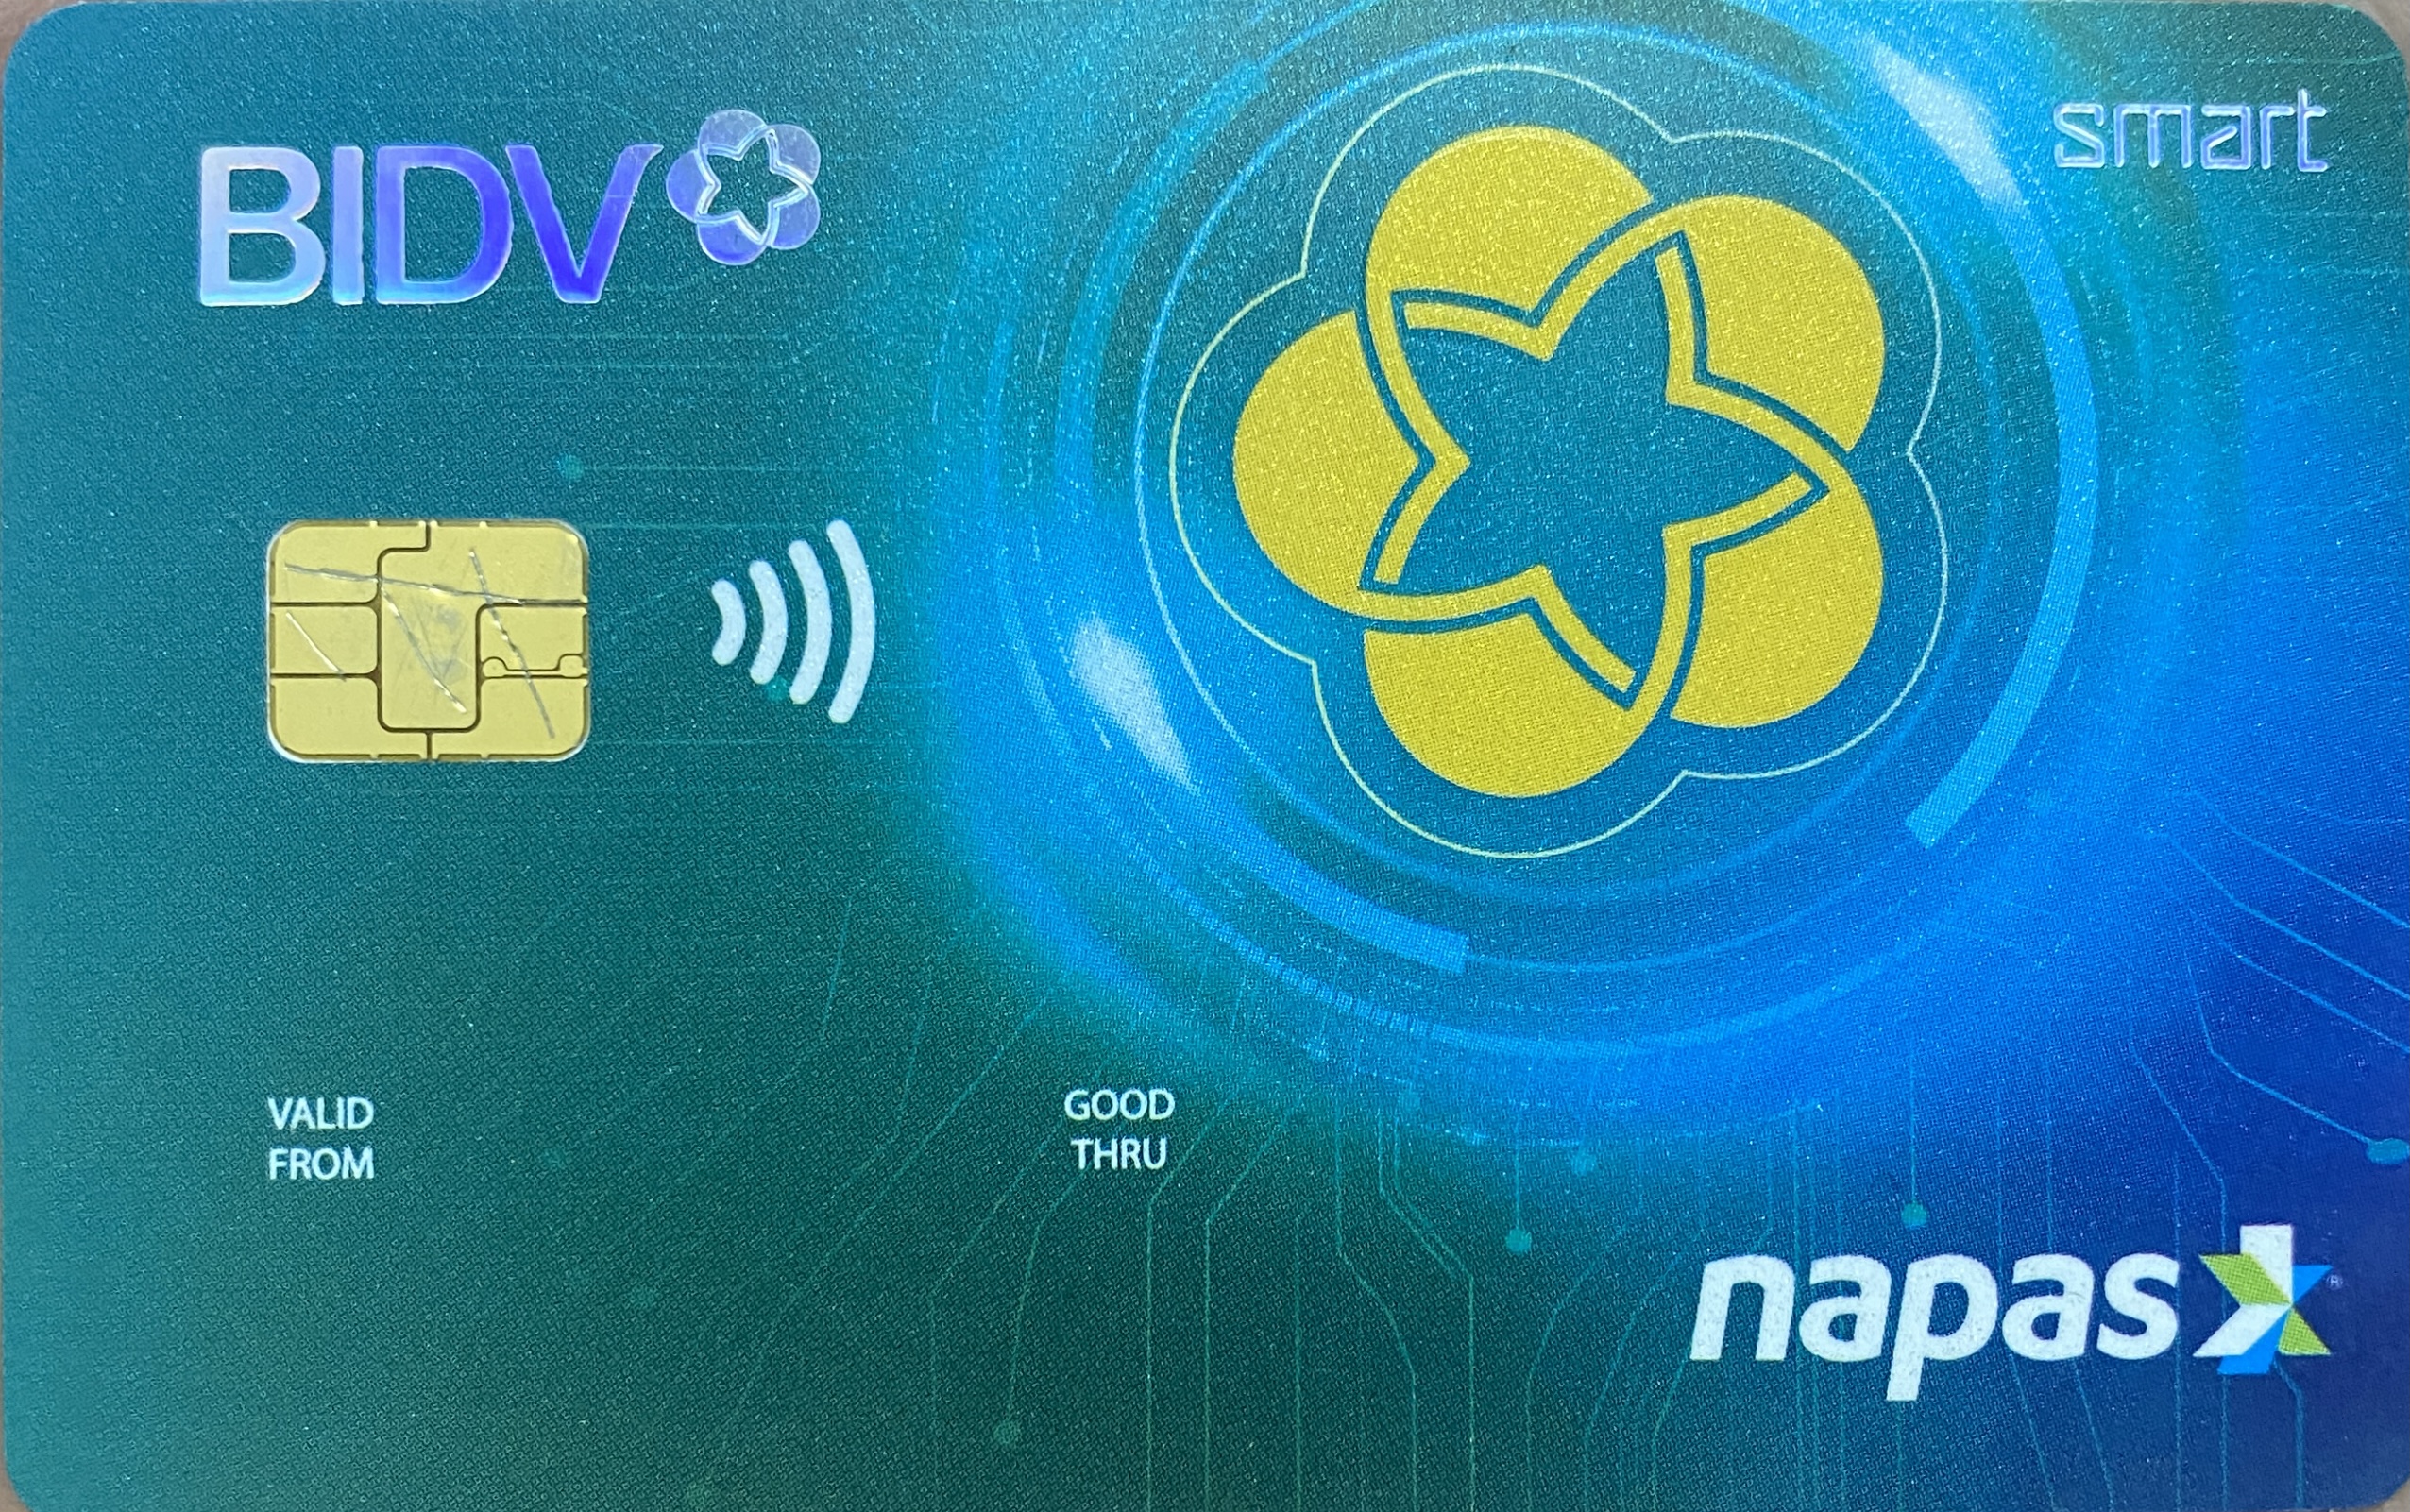 BIDV
smart
VALID
FROM
GOOD
THRU
napas
®